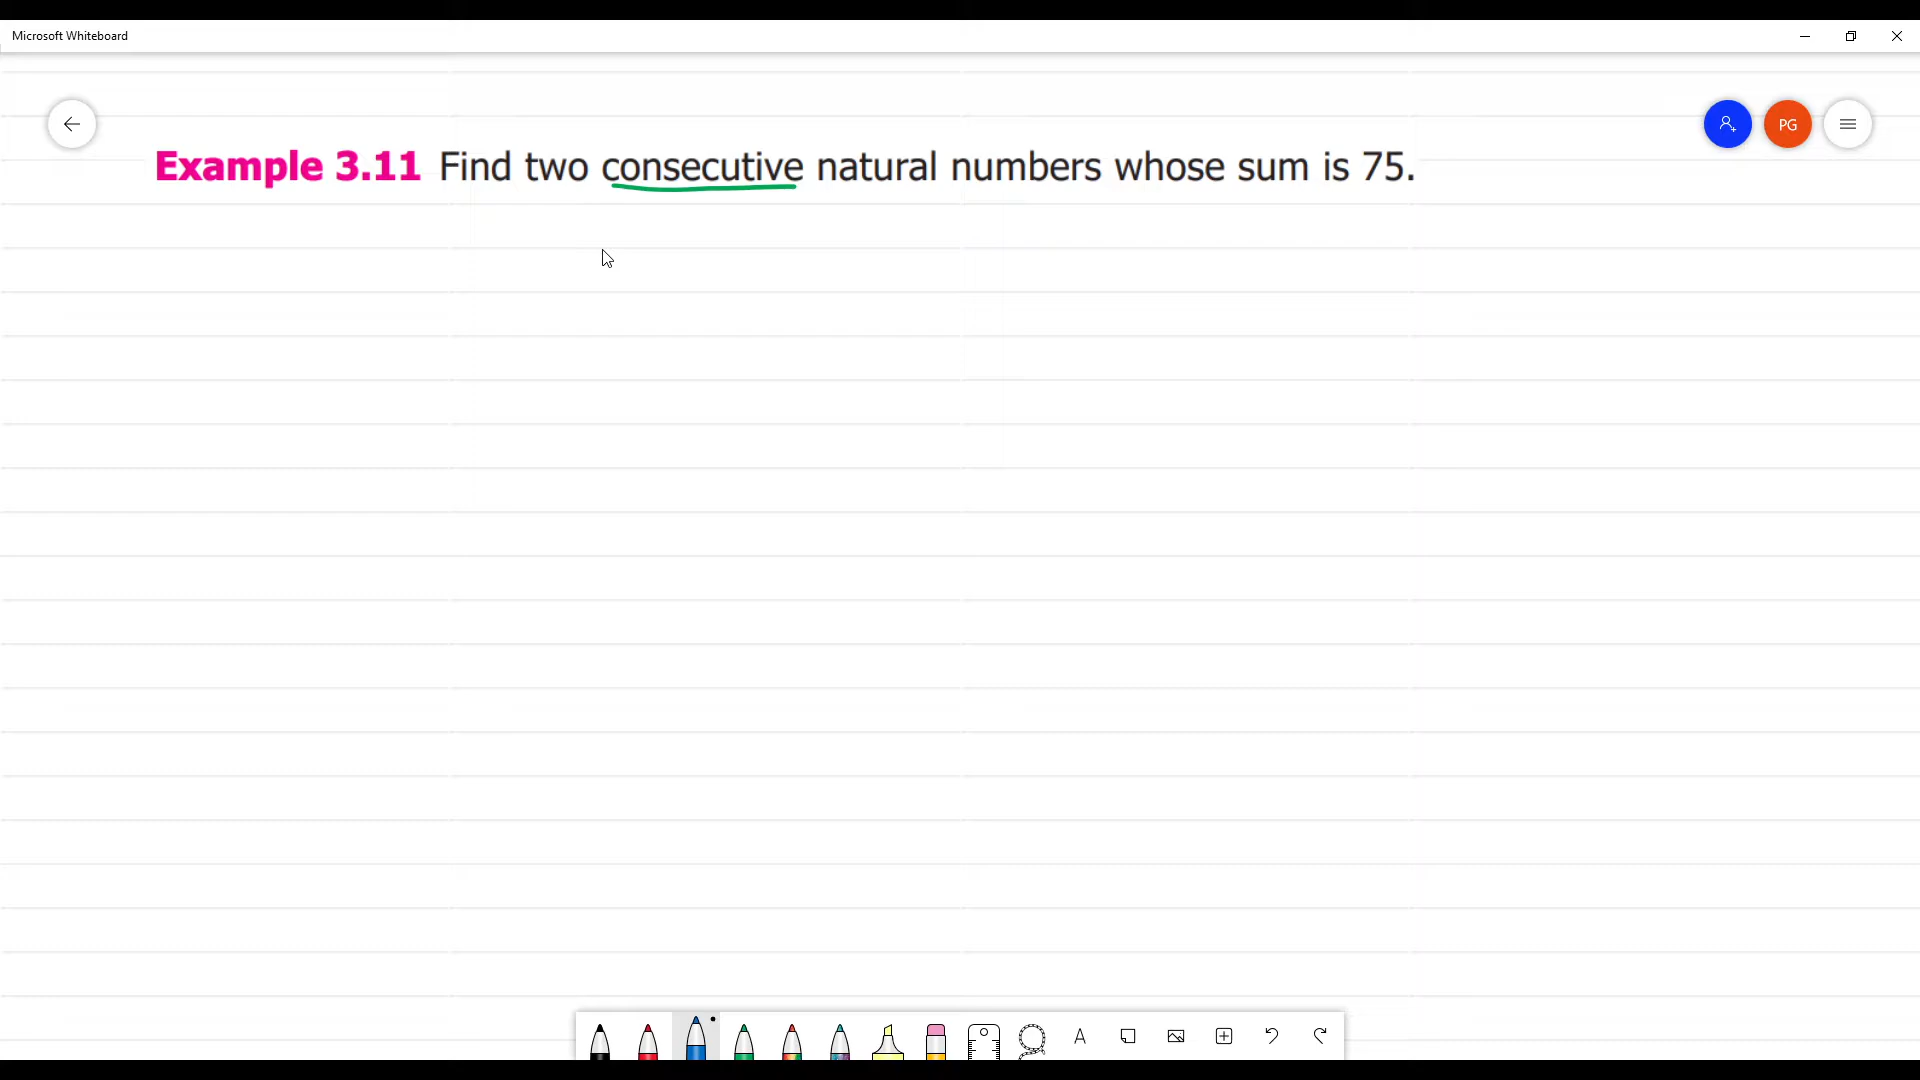 Microsoft Whiteboard
PG
Example 3.11 Find two consecutive natural numbers whose sum is 75.
A